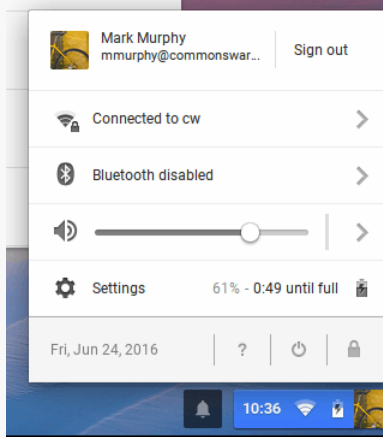 Mark Murphy
mmurphy@commonswar...
Sign out
Connected to cw
Bluetooth disabled
Settings 61% - 0:49 until full
Fri, Jun 24, 2016 ?
10:36